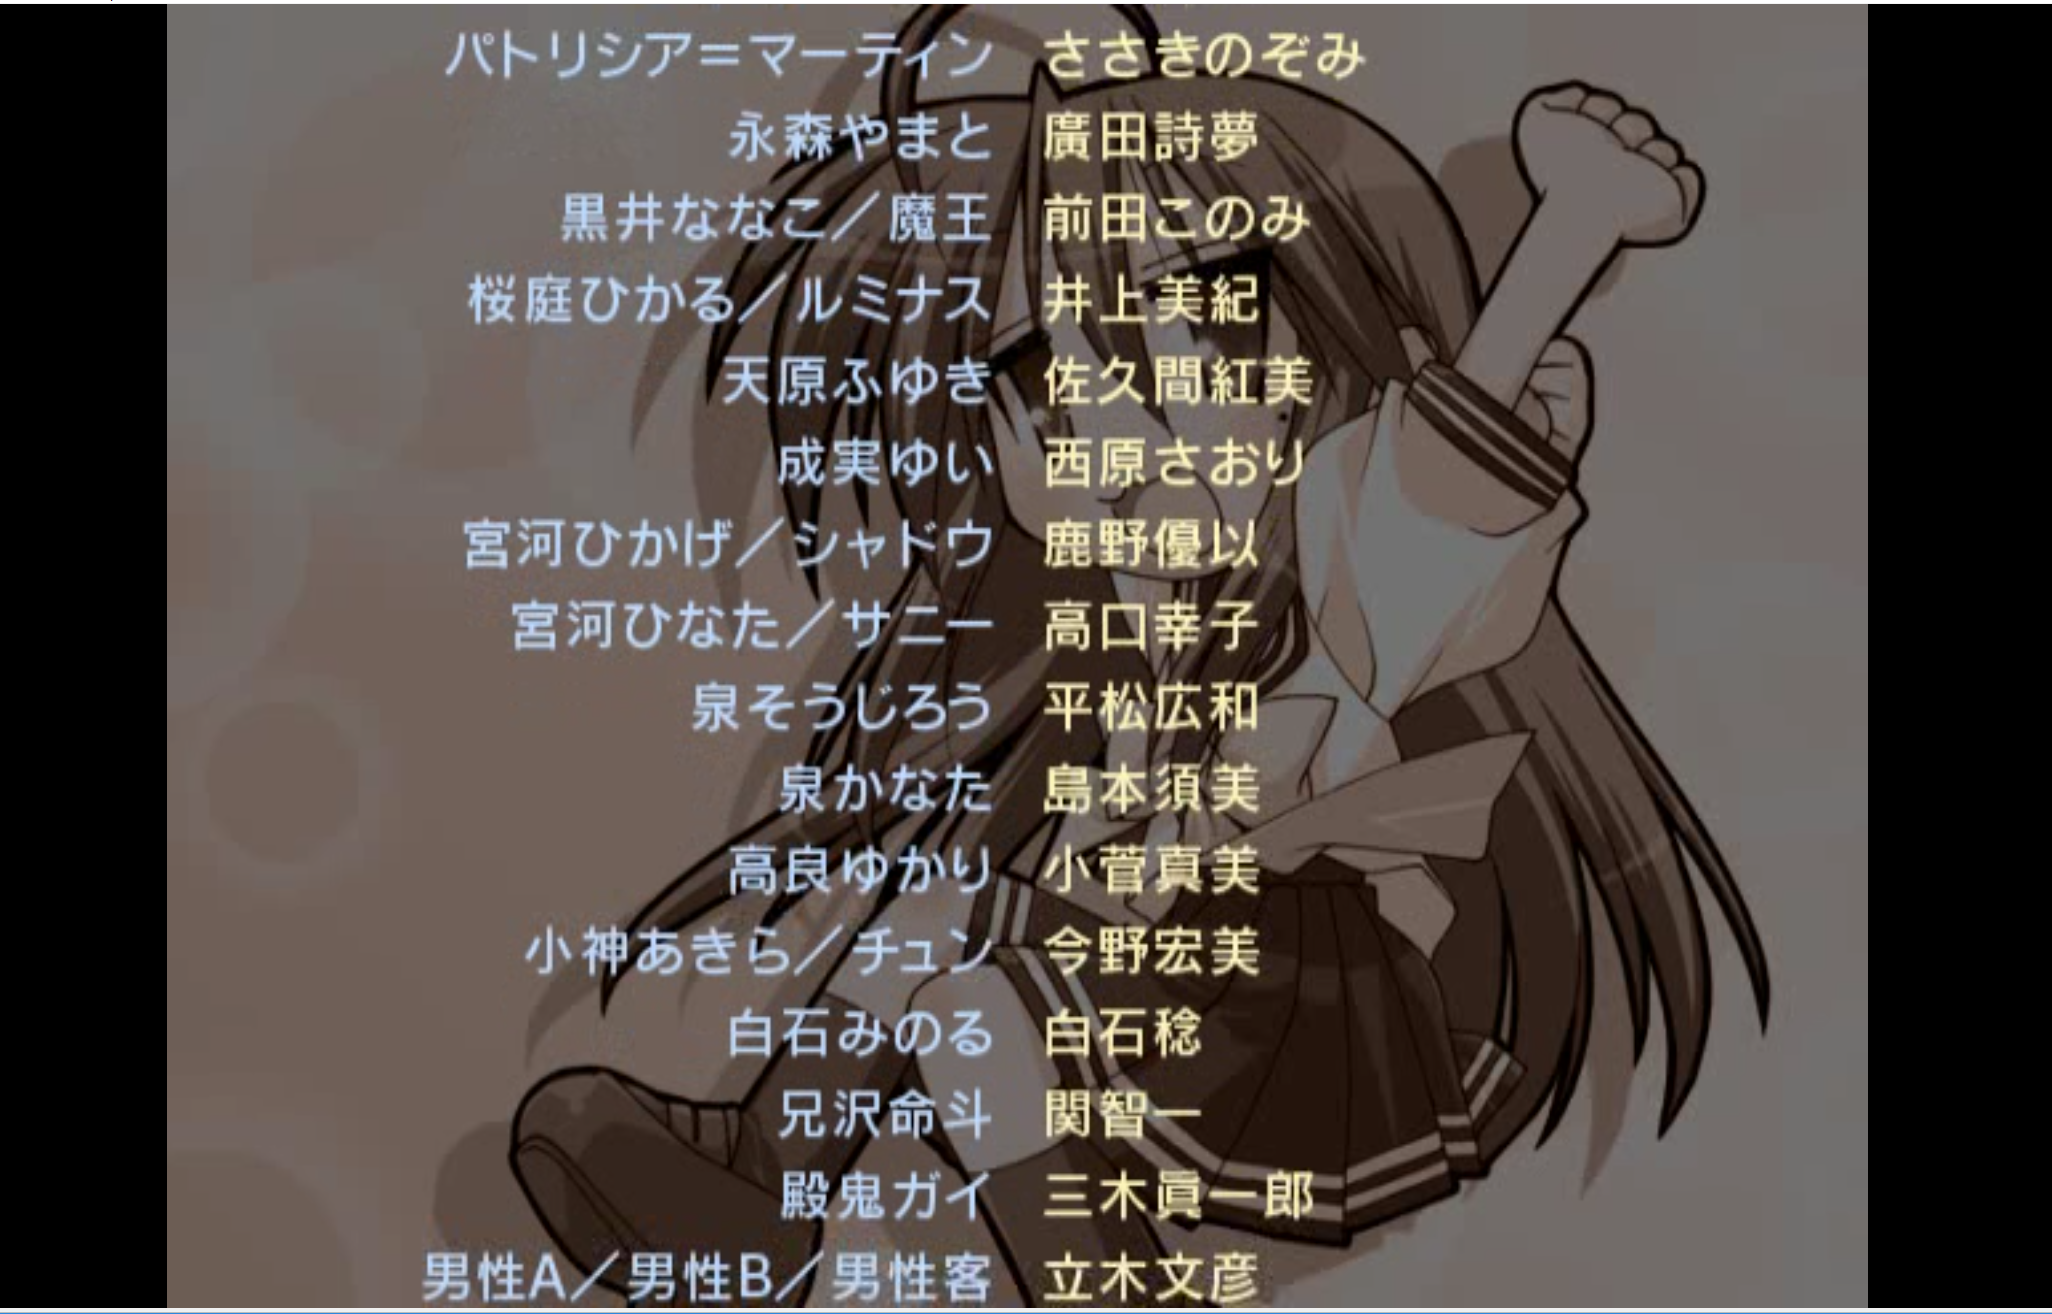 パトリシア＝マーティン　ささきのぞみ
永森やまと　廣田詩夢
黒井ななこ／魔王　前田このみ
桜庭ひかる／ルミナス　井上美紀
天原ふゆき　佐久間紅美
成実ゆい　西原さおり
宮河ひかげ／シャドウ　鹿野優以
宮河ひなた／サニー　高口幸子
泉そうじろう　平松広和
泉かなた　島本須美
高良ゆかり　小菅真美
小神あきら／チュン　今野宏美
白石みのる　白石稔
兄沢命斗　関智一
殿鬼ガイ　三木眞一郎
男性A／男性B／男性客　立木文彦